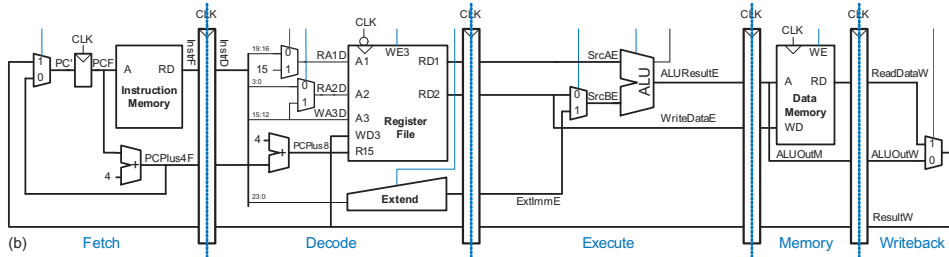 CLK CLK CLK CLK
CLK CLK WE3 CLK WE
19:16 0 RA1D A1 RD1 SrcAE
1 0 PC' PCF A RD InstrF InstrD 15 1
Instruction Memory
3:0 0 1 RA2D A2 RD2 0 1 SrcBE ALU ALUResultE A RD ReadDataW
Data Memory
15:12 WA3D A3 Register File WriteDataE WD
4 + PCPlus4F 4 + PCPlus8 WD3 R15 ALUOutM ALUOutW 1 0
23:0 Extend ExtImmE
ResultW
(b) Fetch Decode Execute Memory Writeback